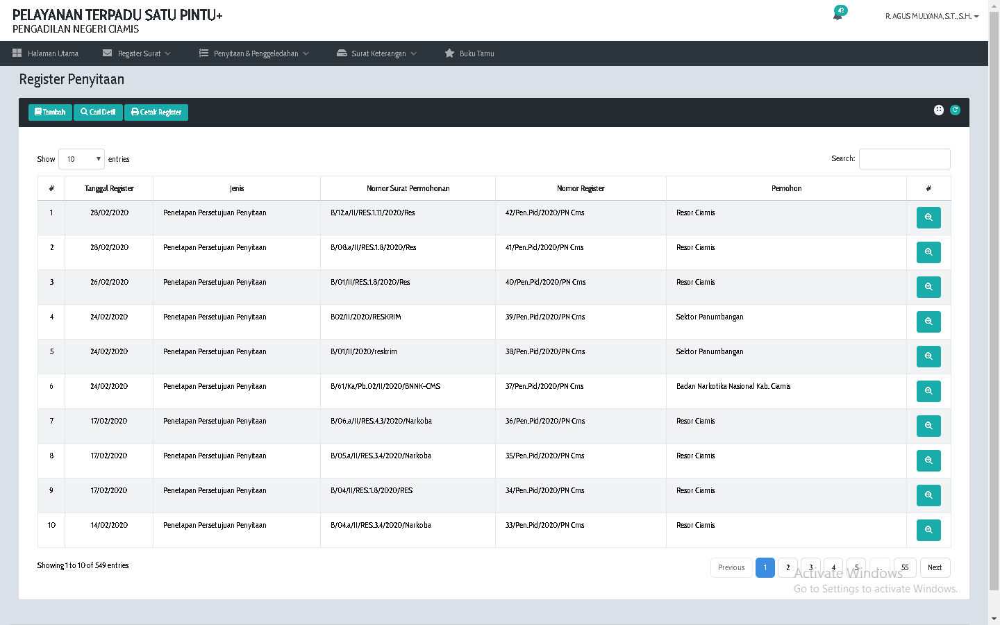 PELAYANAN TERPADU SATU PINTU+
PENGADILAN NEGERI CIAMIS
42
R. AGUS MULYANA, S.T., S.H.
Halaman Utama Register Surat Penyitaan & Penggeledahan Surat Keterangan Buku Tamu
Register Penyitaan
Tambah Cari Detil Cetak Register
Show 10 entries Search:
# Tanggal Register Jenis Nomor Surat Permohonan Nomor Register Pemohon #
1 28/02/2020 Penetapan Persetujuan Penyitaan B/12.a/II/RES.1.11/2020/Res 42/Pen.Pid/2020/PN Cms Resor Ciamis
2 28/02/2020 Penetapan Persetujuan Penyitaan B/08.a/II/RES.1.8/2020/Res 41/Pen.Pid/2020/PN Cms Resor Ciamis
3 26/02/2020 Penetapan Persetujuan Penyitaan B/01/II/RES.1.8/2020/Res 40/Pen.Pid/2020/PN Cms Resor Ciamis
4 24/02/2020 Penetapan Persetujuan Penyitaan B02/II/2020/RESKRIM 39/Pen.Pid/2020/PN Cms Sektor Panumbangan
5 24/02/2020 Penetapan Persetujuan Penyitaan B/01/II/2020/reskrim 38/Pen.Pid/2020/PN Cms Sektor Panumbangan
6 24/02/2020 Penetapan Persetujuan Penyitaan B/61/Ka/Pb.02/II/2020/BNNK-CMS 37/Pen.Pid/2020/PN Cms Badan Narkotika Nasional Kab. Ciamis
7 17/02/2020 Penetapan Persetujuan Penyitaan B/06.a/II/RES.4.3/2020/Narkoba 36/Pen.Pid/2020/PN Cms Resor Ciamis
8 17/02/2020 Penetapan Persetujuan Penyitaan B/05.a/II/RES.3.4/2020/Narkoba 35/Pen.Pid/2020/PN Cms Resor Ciamis
9 17/02/2020 Penetapan Persetujuan Penyitaan B/04/II/RES.1.8/2020/RES 34/Pen.Pid/2020/PN Cms Resor Ciamis
10 14/02/2020 Penetapan Persetujuan Penyitaan B/04.a/II/RES.3.4/2020/Narkoba 33/Pen.Pid/2020/PN Cms Resor Ciamis
Showing 1 to 10 of 549 entries Previous 1 2 3 4 5 ... 55 Next
Activate Windows
Go to Settings to activate Windows.